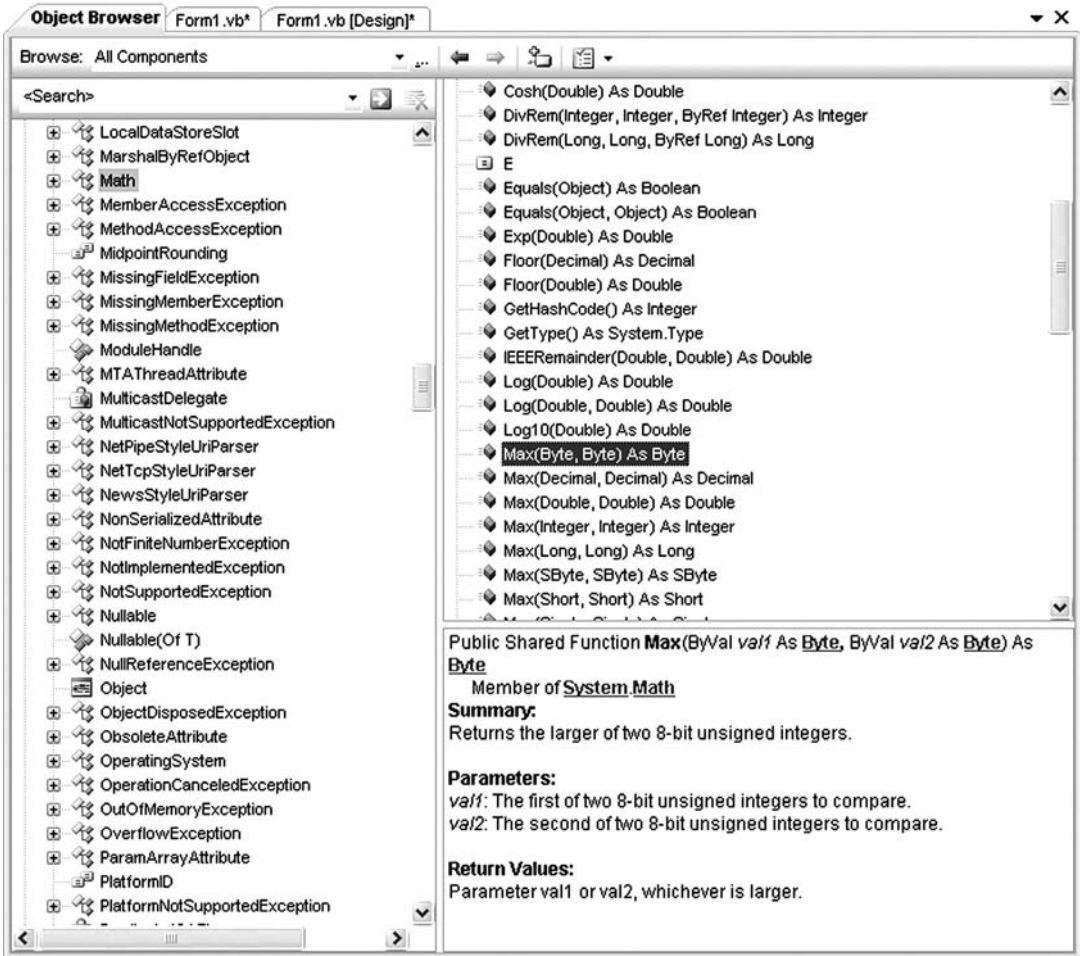 Object Browser
Form1.vb*
Form1.vb [Design]*
Browse: All Components
...
<Search>
LocalDataStoreSlot
MarshalByRefObject
Math
MemberAccessException
MethodAccessException
MidpointRounding
MissingFieldException
MissingMemberException
MissingMethodException
ModuleHandle
MTAThreadAttribute
MulticastDelegate
MulticastNotSupportedException
NetPipeStyleUriParser
NetTcpStyleUriParser
NewsStyleUriParser
NonSerializedAttribute
NotFiniteNumberException
NotImplementedException
NotSupportedException
Nullable
Nullable(Of T)
NullReferenceException
Object
ObjectDisposedException
ObsoleteAttribute
OperatingSystem
OperationCanceledException
OutOfMemoryException
OverflowException
ParamArrayAttribute
PlatformID
PlatformNotSupportedException
Cosh(Double) As Double
DivRem(Integer, Integer, ByRef Integer) As Integer
DivRem(Long, Long, ByRef Long) As Long
E
Equals(Object) As Boolean
Equals(Object, Object) As Boolean
Exp(Double) As Double
Floor(Decimal) As Decimal
Floor(Double) As Double
GetHashCode() As Integer
GetType() As System.Type
IEEERemainder(Double, Double) As Double
Log(Double) As Double
Log(Double, Double) As Double
Log10(Double) As Double
Max(Byte, Byte) As Byte
Max(Decimal, Decimal) As Decimal
Max(Double, Double) As Double
Max(Integer, Integer) As Integer
Max(Long, Long) As Long
Max(SByte, SByte) As SByte
Max(Short, Short) As Short
Public Shared Function Max(ByVal val1 As Byte, ByVal val2 As Byte) As
Byte
Member of System.Math
Summary:
Returns the larger of two 8-bit unsigned integers.
Parameters:
val1: The first of two 8-bit unsigned integers to compare.
val2: The second of two 8-bit unsigned integers to compare.
Return Values:
Parameter val1 or val2, whichever is larger.